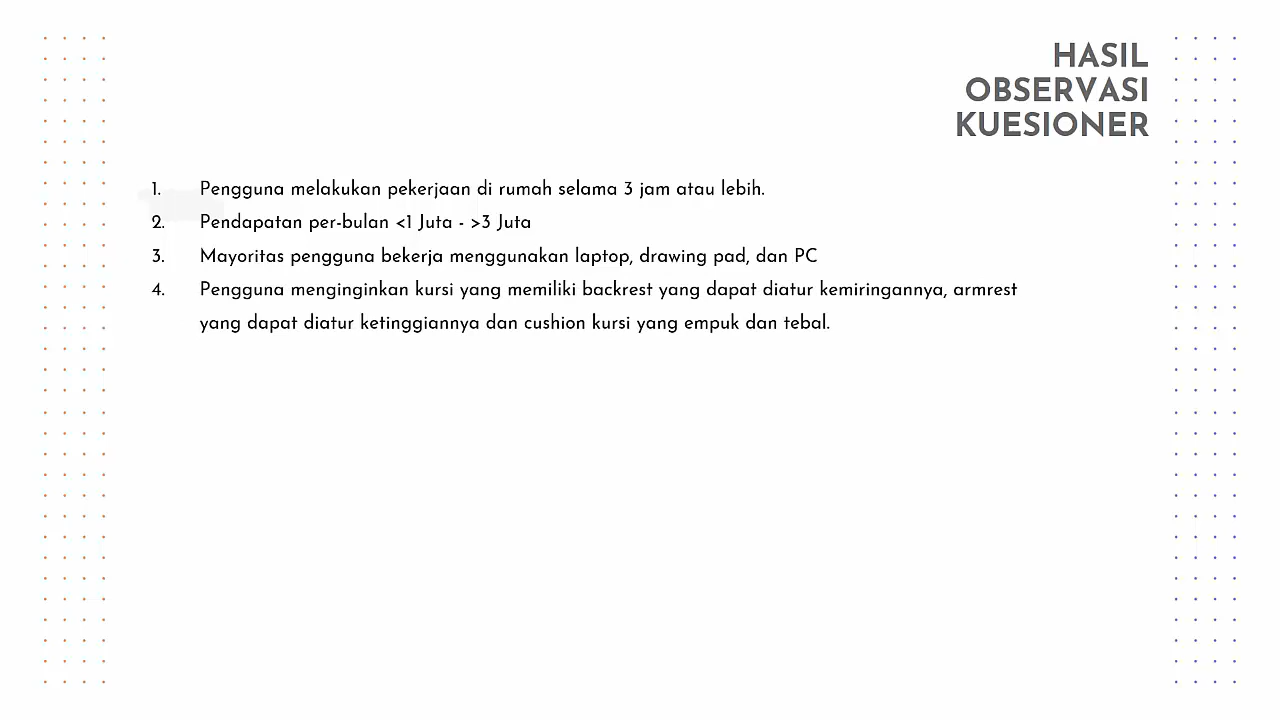 HASIL
OBSERVASI
KUESIONER
1. Pengguna melakukan pekerjaan di rumah selama 3 jam atau lebih.
2. Pendapatan per-bulan <1 Juta - >3 Juta
3. Mayoritas pengguna bekerja menggunakan laptop, drawing pad, dan PC
4. Pengguna menginginkan kursi yang memiliki backrest yang dapat diatur kemiringannya, armrest
yang dapat diatur ketinggiannya dan cushion kursi yang empuk dan tebal.